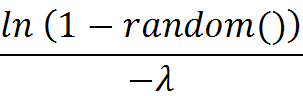 ln (1 − random())
−λ